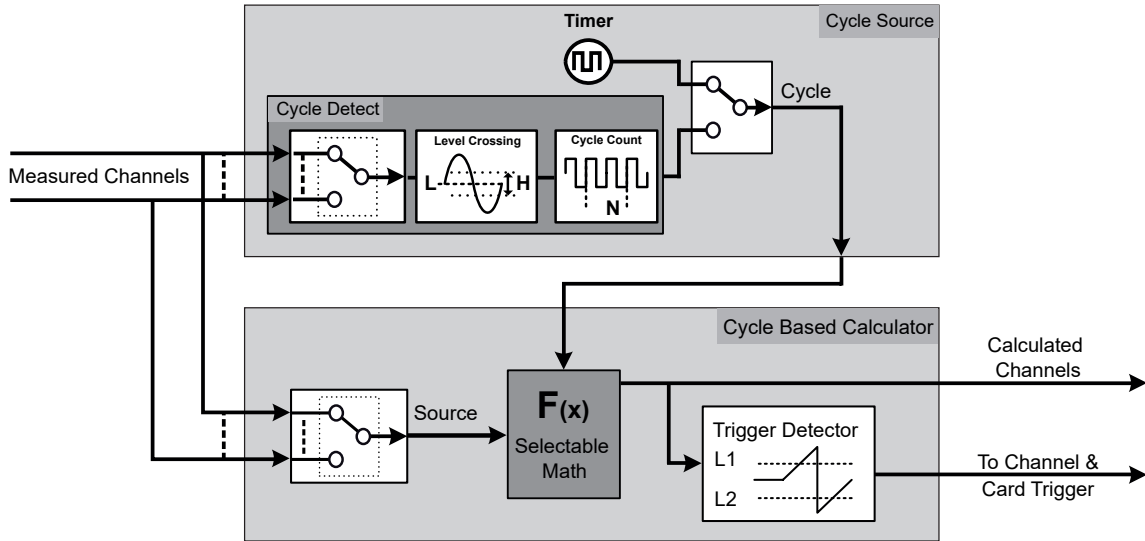 Timer
Cycle Source
Cycle
Cycle Detect
Level Crossing
L
H
Cycle Count
N
Measured Channels
Cycle Based Calculator
Source
F(x)
Selectable
Math
Trigger Detector
L1
L2
Calculated
Channels
To Channel &
Card Trigger